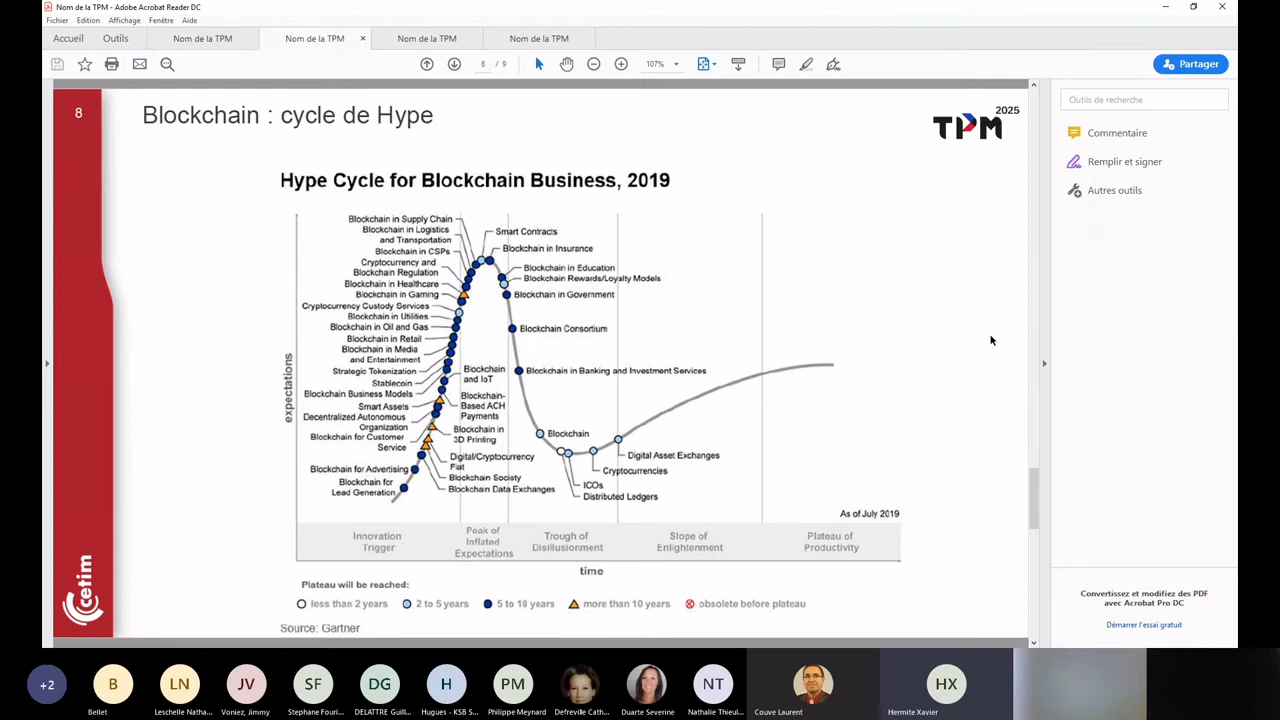 Nom de la TPM - Adobe Acrobat Reader DC
Fichier Edition Affichage Fenêtre Aide
Accueil Outils Nom de la TPM Nom de la TPM × Nom de la TPM Nom de la TPM
8 / 9 107% Partager
8
Blockchain : cycle de Hype
TPM 2025
Outils de recherche
Commentaire
Remplir et signer
Autres outils
Hype Cycle for Blockchain Business, 2019
expectations
Blockchain in Supply Chain
Blockchain in Logistics
and Transportation
Blockchain in CSPs
Cryptocurrency and
Blockchain Regulation
Blockchain in Healthcare
Blockchain in Gaming
Cryptocurrency Custody Services
Blockchain in Utilities
Blockchain in Oil and Gas
Blockchain in Retail
Blockchain in Media
and Entertainment
Strategic Tokenization
Stablecoin
Blockchain Business Models
Smart Assets
Decentralized Autonomous
Organization
Blockchain for Customer
Service
Blockchain for Advertising
Blockchain for
Lead Generation
Smart Contracts
Blockchain in Insurance
Blockchain in Education
Blockchain Rewards/Loyalty Models
Blockchain in Government
Blockchain Consortium
Blockchain in Banking and Investment Services
Blockchain
and IoT
Blockchain-
Based ACH
Payments
Blockchain in
3D Printing
Digital/Cryptocurrency
Fiat
Blockchain Society
Blockchain Data Exchanges
Blockchain
Digital Asset Exchanges
Cryptocurrencies
ICOs
Distributed Ledgers
As of July 2019
Innovation
Trigger
Peak of
Inflated
Expectations
Trough of
Disillusionment
Slope of
Enlightenment
Plateau of
Productivity
time
Plateau will be reached:
less than 2 years 2 to 5 years 5 to 10 years more than 10 years obsolete before plateau
Source: Gartner
cetim
Convertissez et modifiez des PDF
avec Acrobat Pro DC
Démarrer l'essai gratuit
+2 B LN JV SF DG H PM NT HX
Bellet Leschelle Natha... Voniez, Jimmy Stephane Fouri... DELATTRE Guill... Hugues - KSB S... Philippe Meynard Defreville Cath... Duarte Severine Nathalie Thieul... Couve Laurent Hermite Xavier